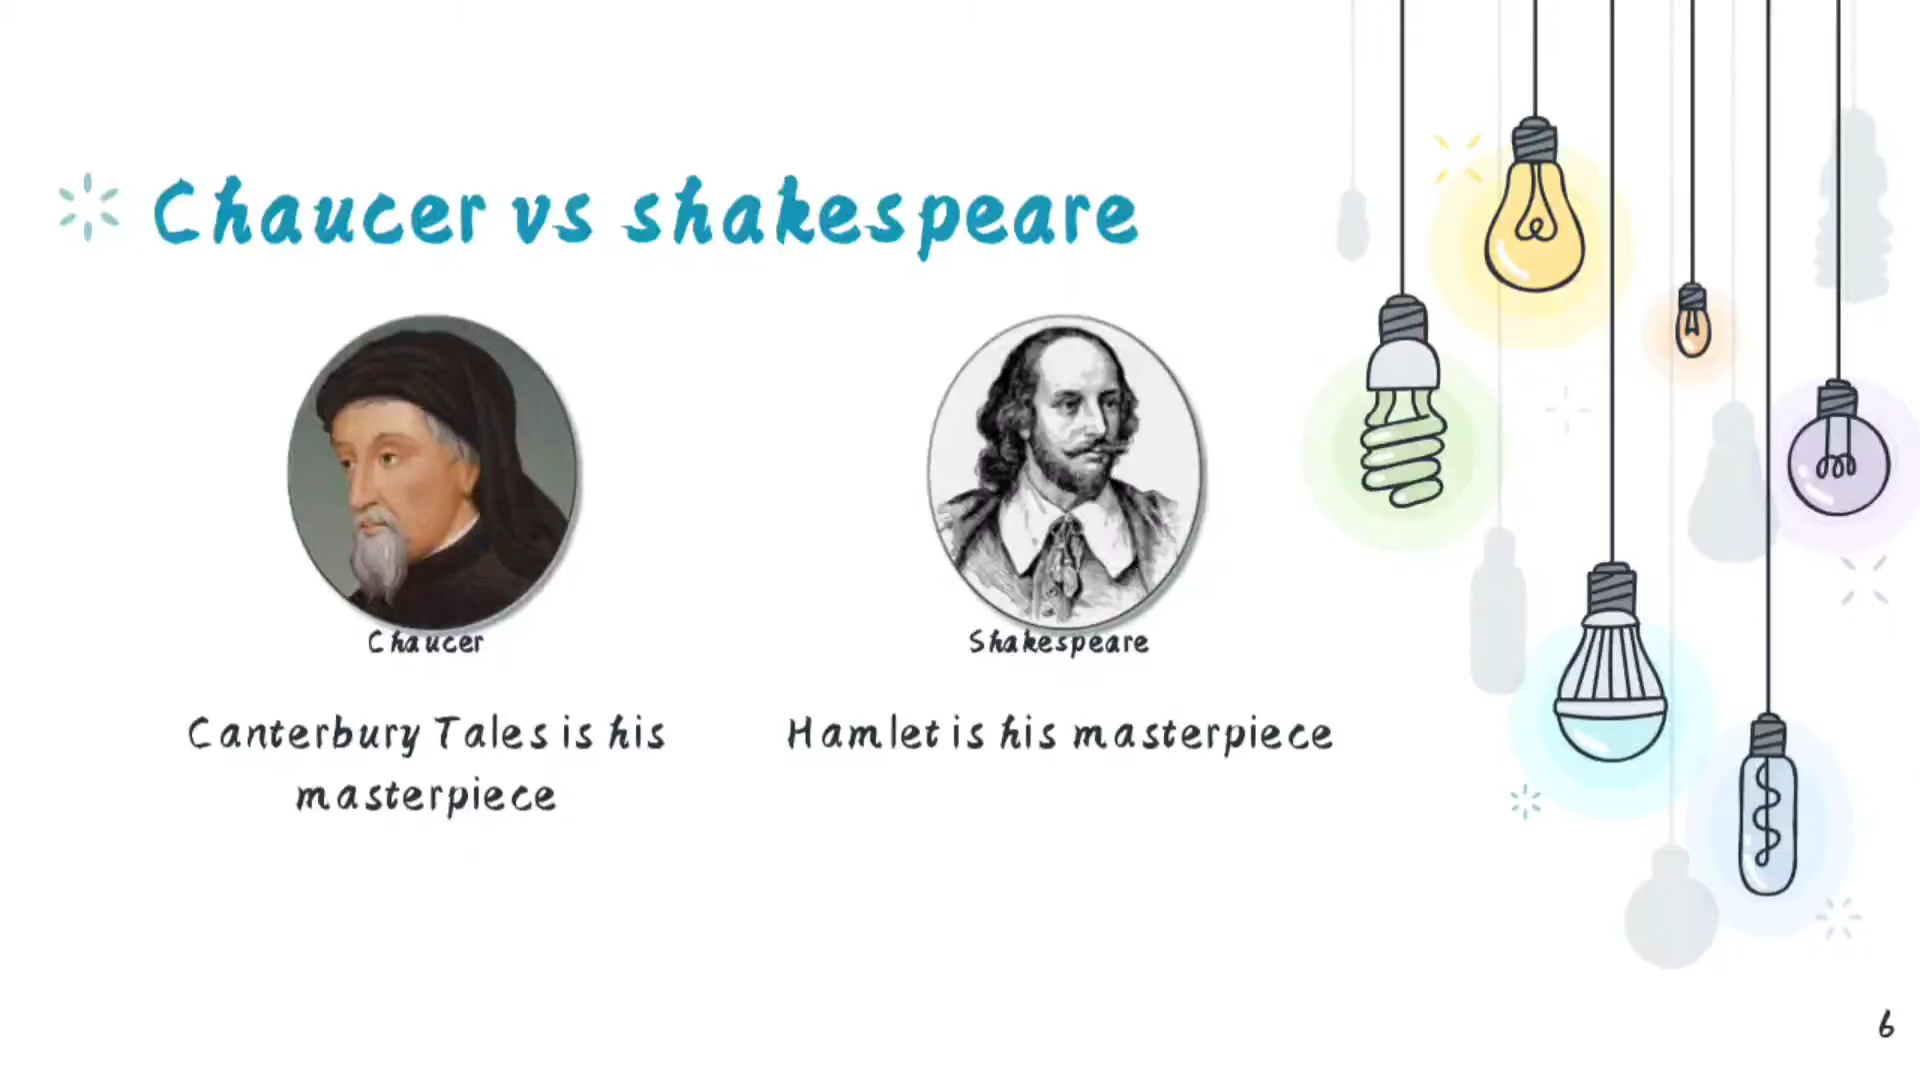 Chaucer vs shakespeare
Chaucer
Shakespeare
Canterbury Tales is his
masterpiece
Hamlet is his masterpiece
6